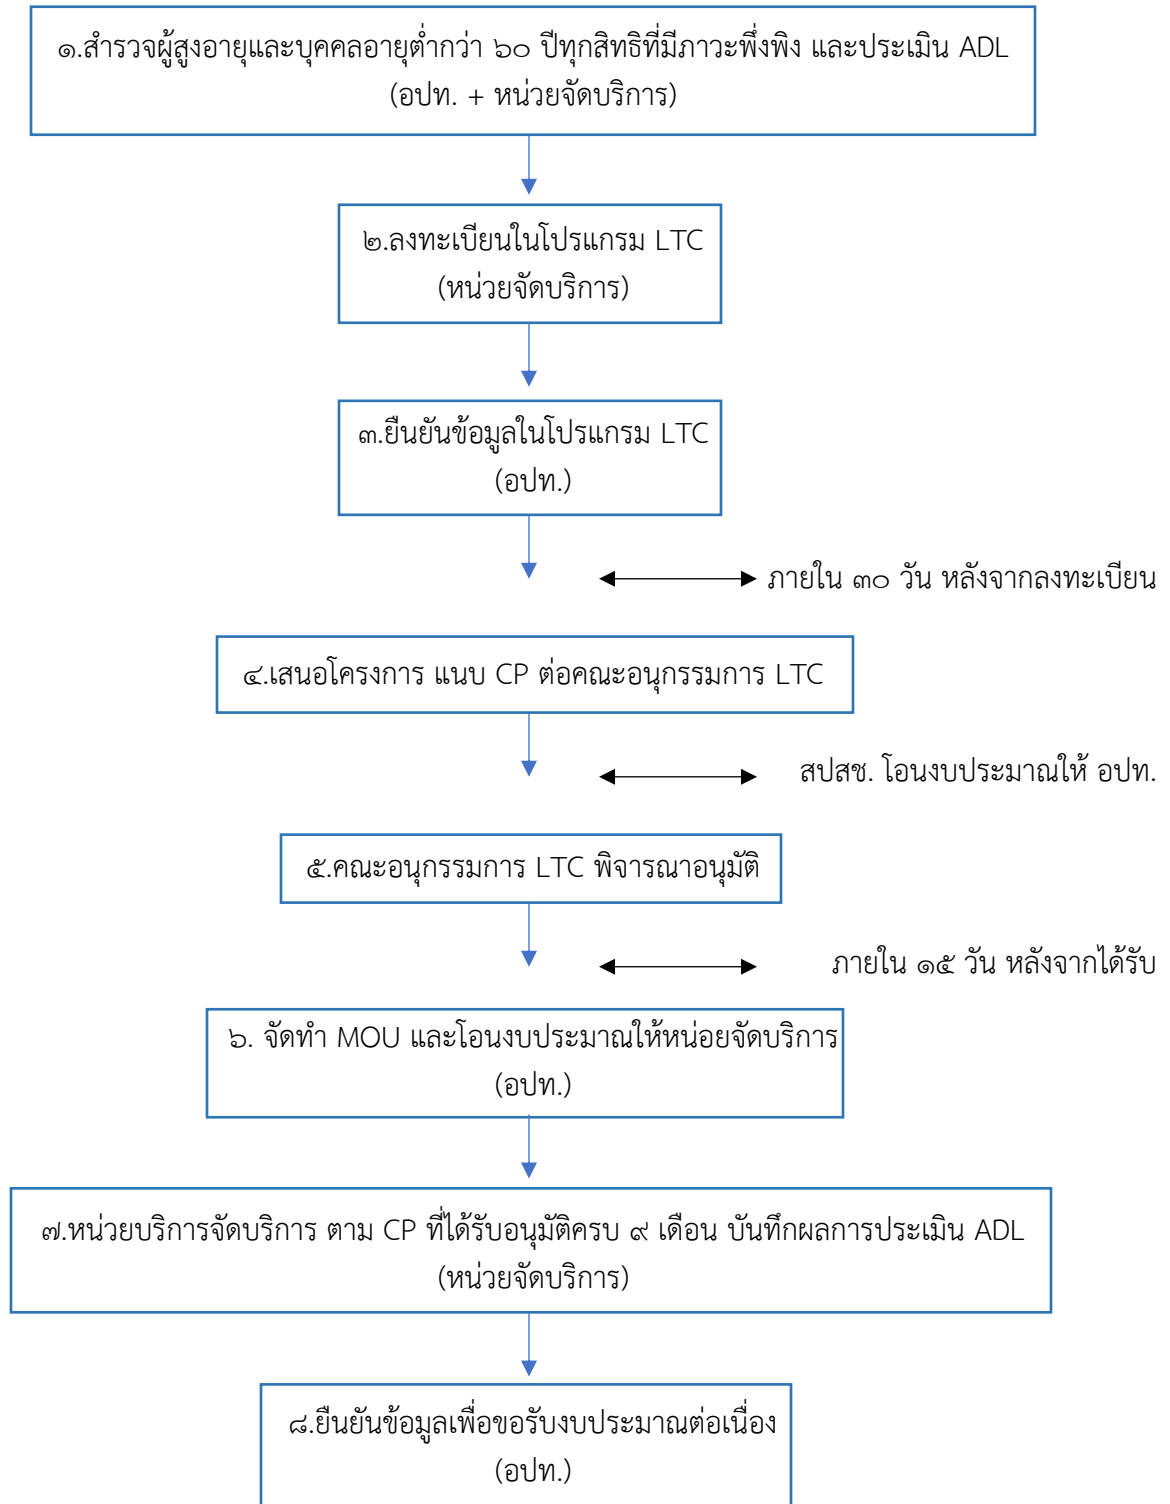 ๑.สำรวจผู้สูงอายุและบุคคลอายุต่ำกว่า ๖๐ ปีทุกสิทธิที่มีภาวะพึ่งพิง และประเมิน ADL
(อปท. + หน่วยจัดบริการ)
๒.ลงทะเบียนในโปรแกรม LTC
(หน่วยจัดบริการ)
๓.ยืนยันข้อมูลในโปรแกรม LTC
(อปท.)
ภายใน ๓๐ วัน หลังจากลงทะเบียน
๔.เสนอโครงการ แนบ CP ต่อคณะอนุกรรมการ LTC
สปสช. โอนงบประมาณให้ อปท.
๕.คณะอนุกรรมการ LTC พิจารณาอนุมัติ
ภายใน ๑๕ วัน หลังจากได้รับ
๖. จัดทำ MOU และโอนงบประมาณให้หน่อยจัดบริการ
(อปท.)
๗.หน่วยบริการจัดบริการ ตาม CP ที่ได้รับอนุมัติครบ ๙ เดือน บันทึกผลการประเมิน ADL
(หน่วยจัดบริการ)
๘.ยืนยันข้อมูลเพื่อขอรับงบประมาณต่อเนื่อง
(อปท.)